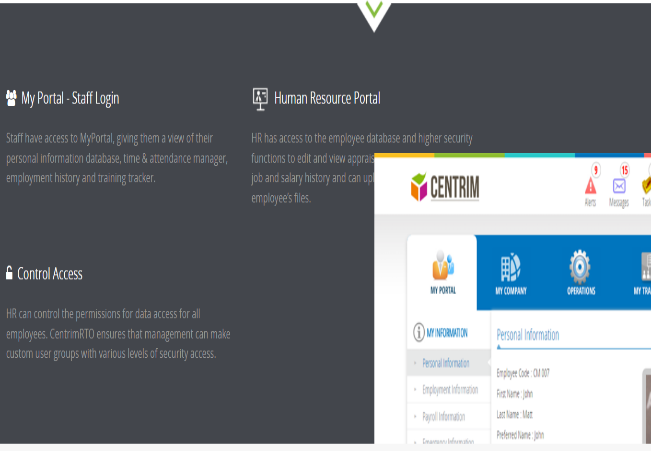 My Portal - Staff Login
Staff have access to MyPortal, giving them a view of their
personal information database, time & attendance manager,
employment history and training tracker.
Human Resource Portal
HR has access to the employee database and higher security
functions to edit and view
job and salary history and can
employee's files.
Control Access
HR can control the permissions for data access for all
employees. CentrimRTO ensures that management can make
custom user groups with various levels of security access.
CENTRIM
9
Alerts
15
Messages
MY PORTAL
MY COMPANY
OPERATIONS
MY
MY INFORMATION
Personal Information
Employment Information
Payroll Information
Emergency Information
Personal Information
Employee Code : CM 007
First Name : John
Last Name : Matt
Preferred Name : John